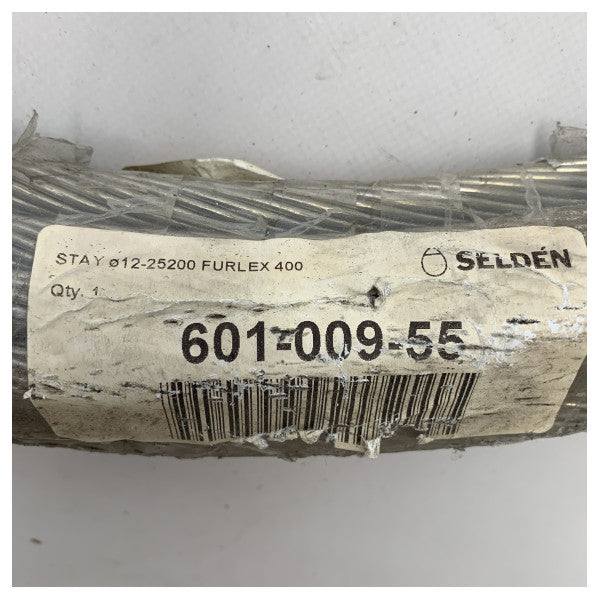 STAY ø12-25200 FURLEX 400
SELDÉN
Qty. 1
601-009-55